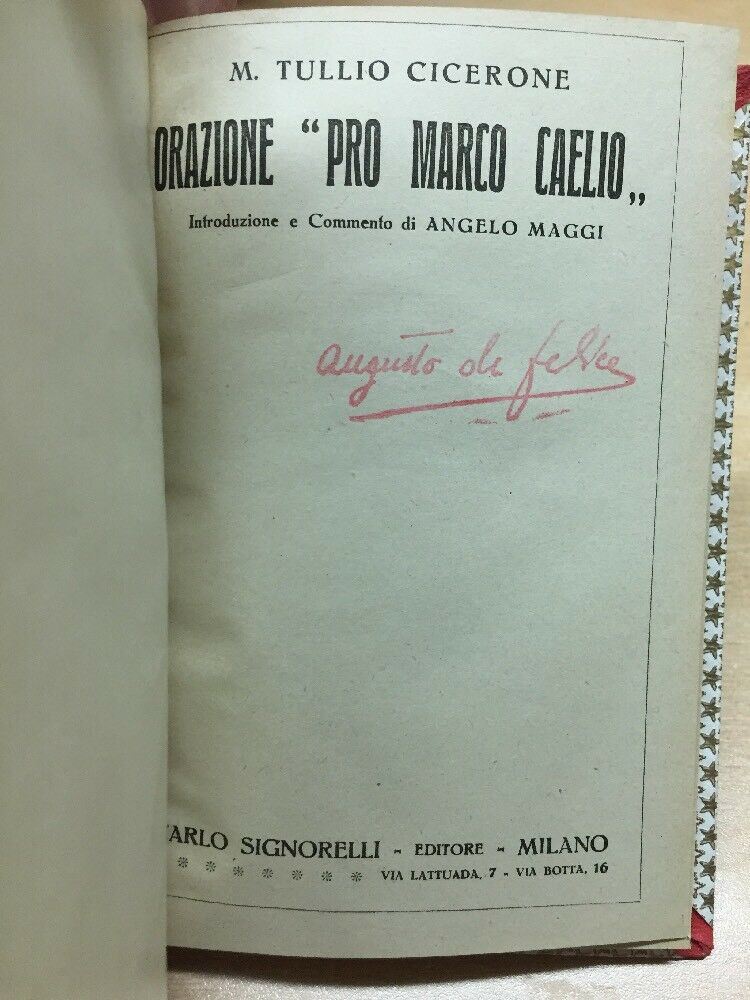 M. TULLIO CICERONE
ORAZIONE “PRO MARCO CAELIO„
Introduzione e Commento di ANGELO MAGGI
Augusto de felice
CARLO SIGNORELLI - EDITORE - MILANO
VIA LATTUADA, 7 - VIA BOTTA, 16